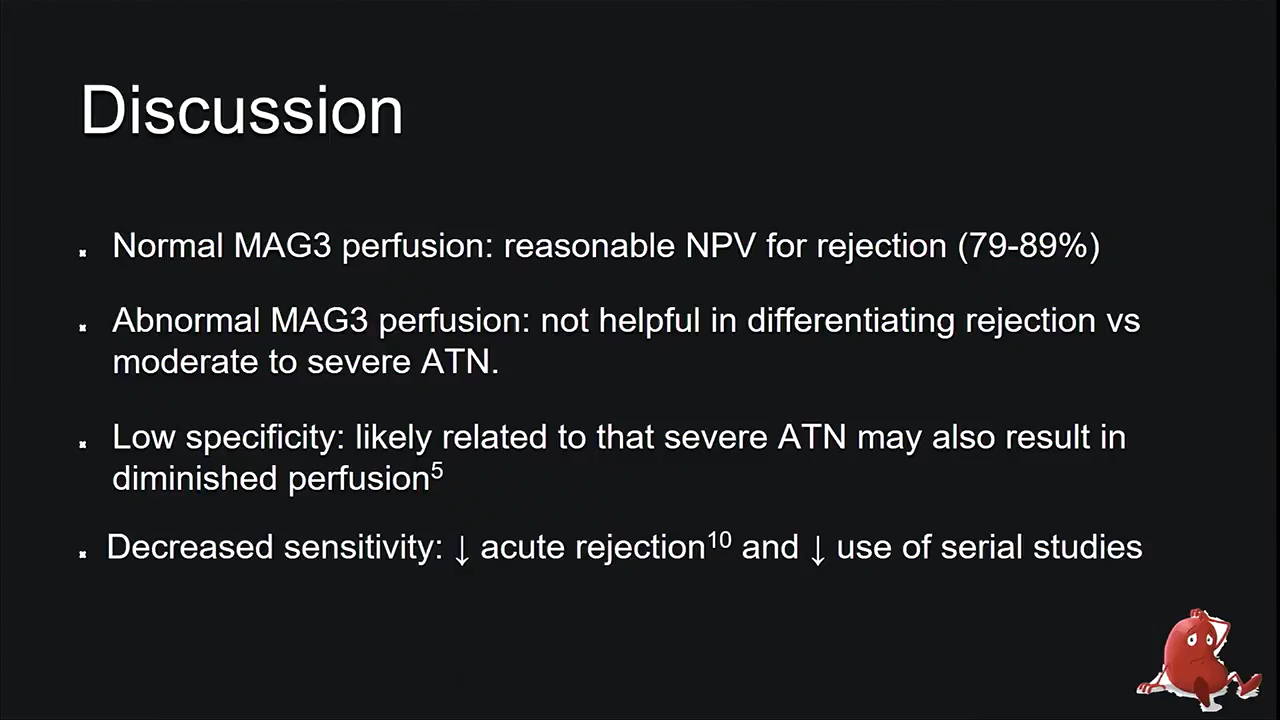 Discussion
Normal MAG3 perfusion: reasonable NPV for rejection (79-89%)
Abnormal MAG3 perfusion: not helpful in differentiating rejection vs
moderate to severe ATN.
Low specificity: likely related to that severe ATN may also result in
diminished perfusion⁵
Decreased sensitivity: ↓ acute rejection¹⁰ and ↓ use of serial studies